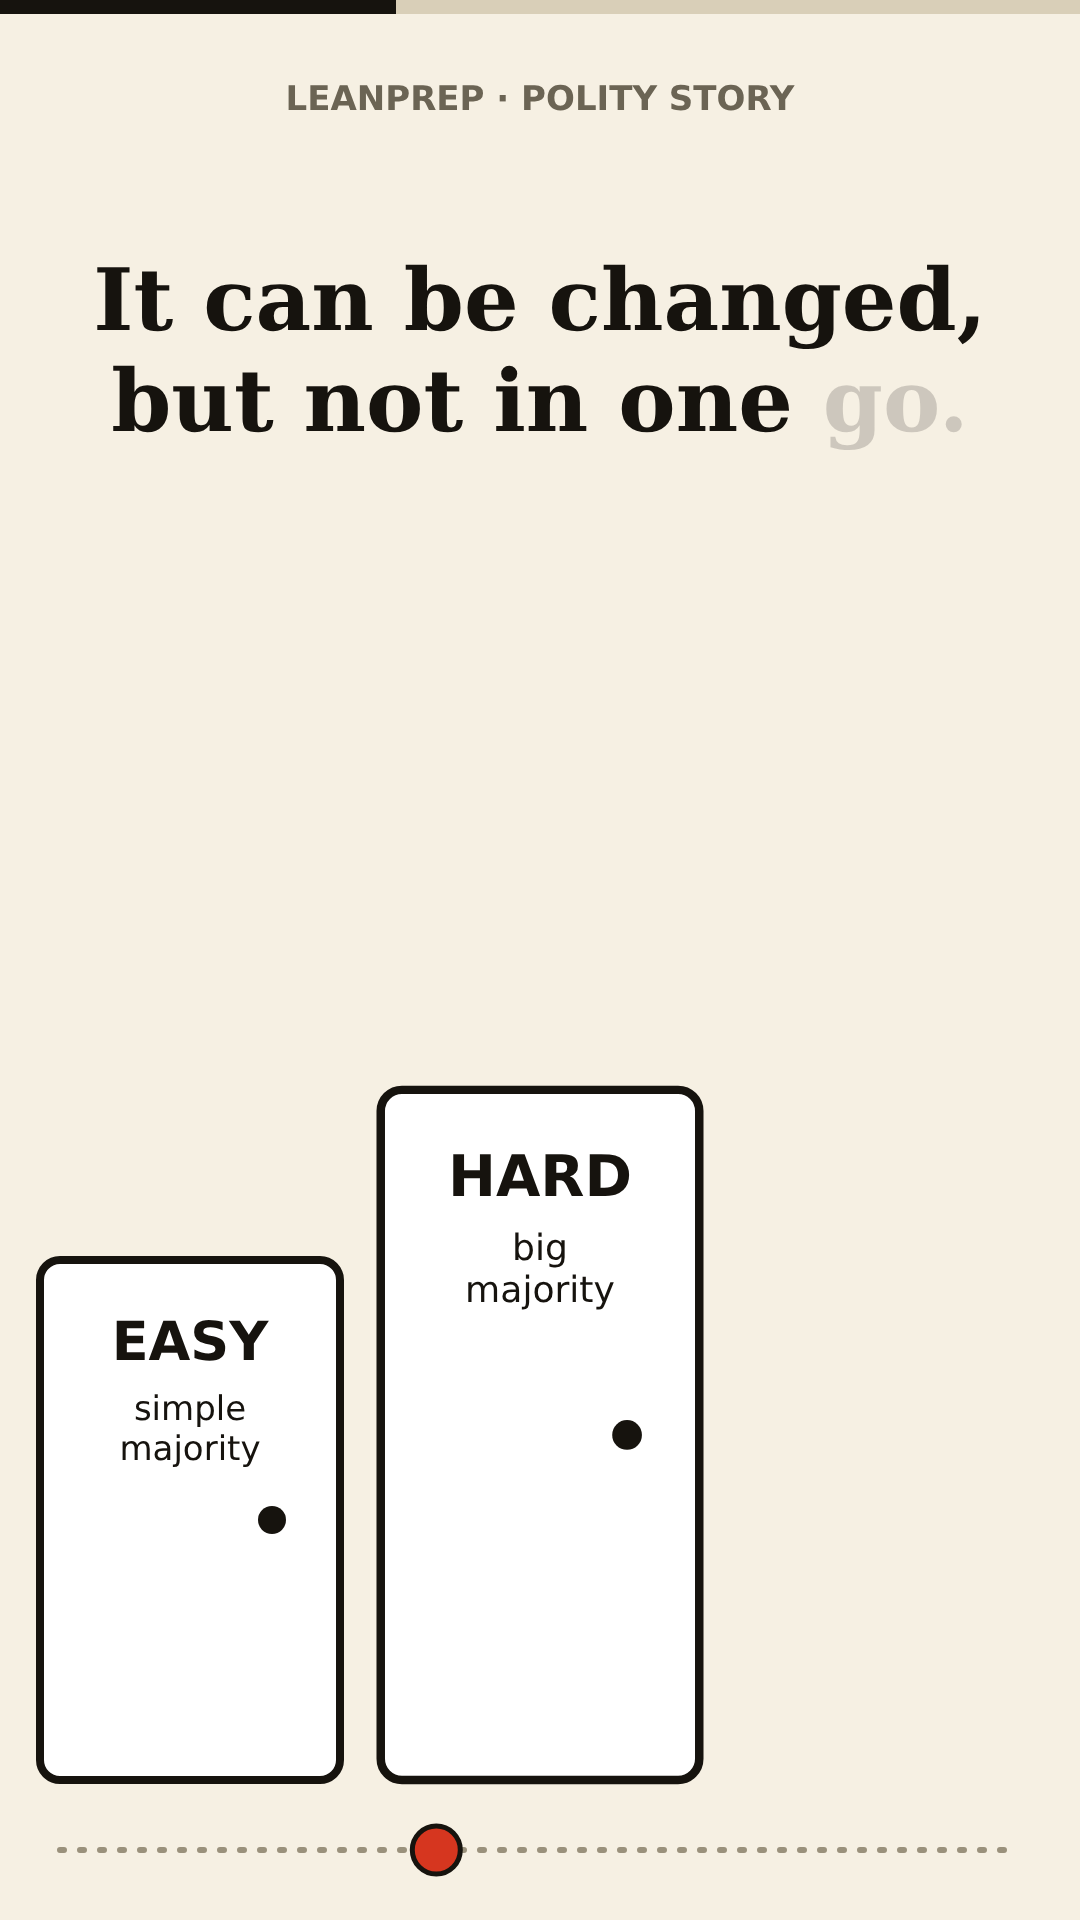 LEANPREP · POLITY STORY
It can be changed,
but not in one go.
HARD
big
majority
EASY
simple
majority